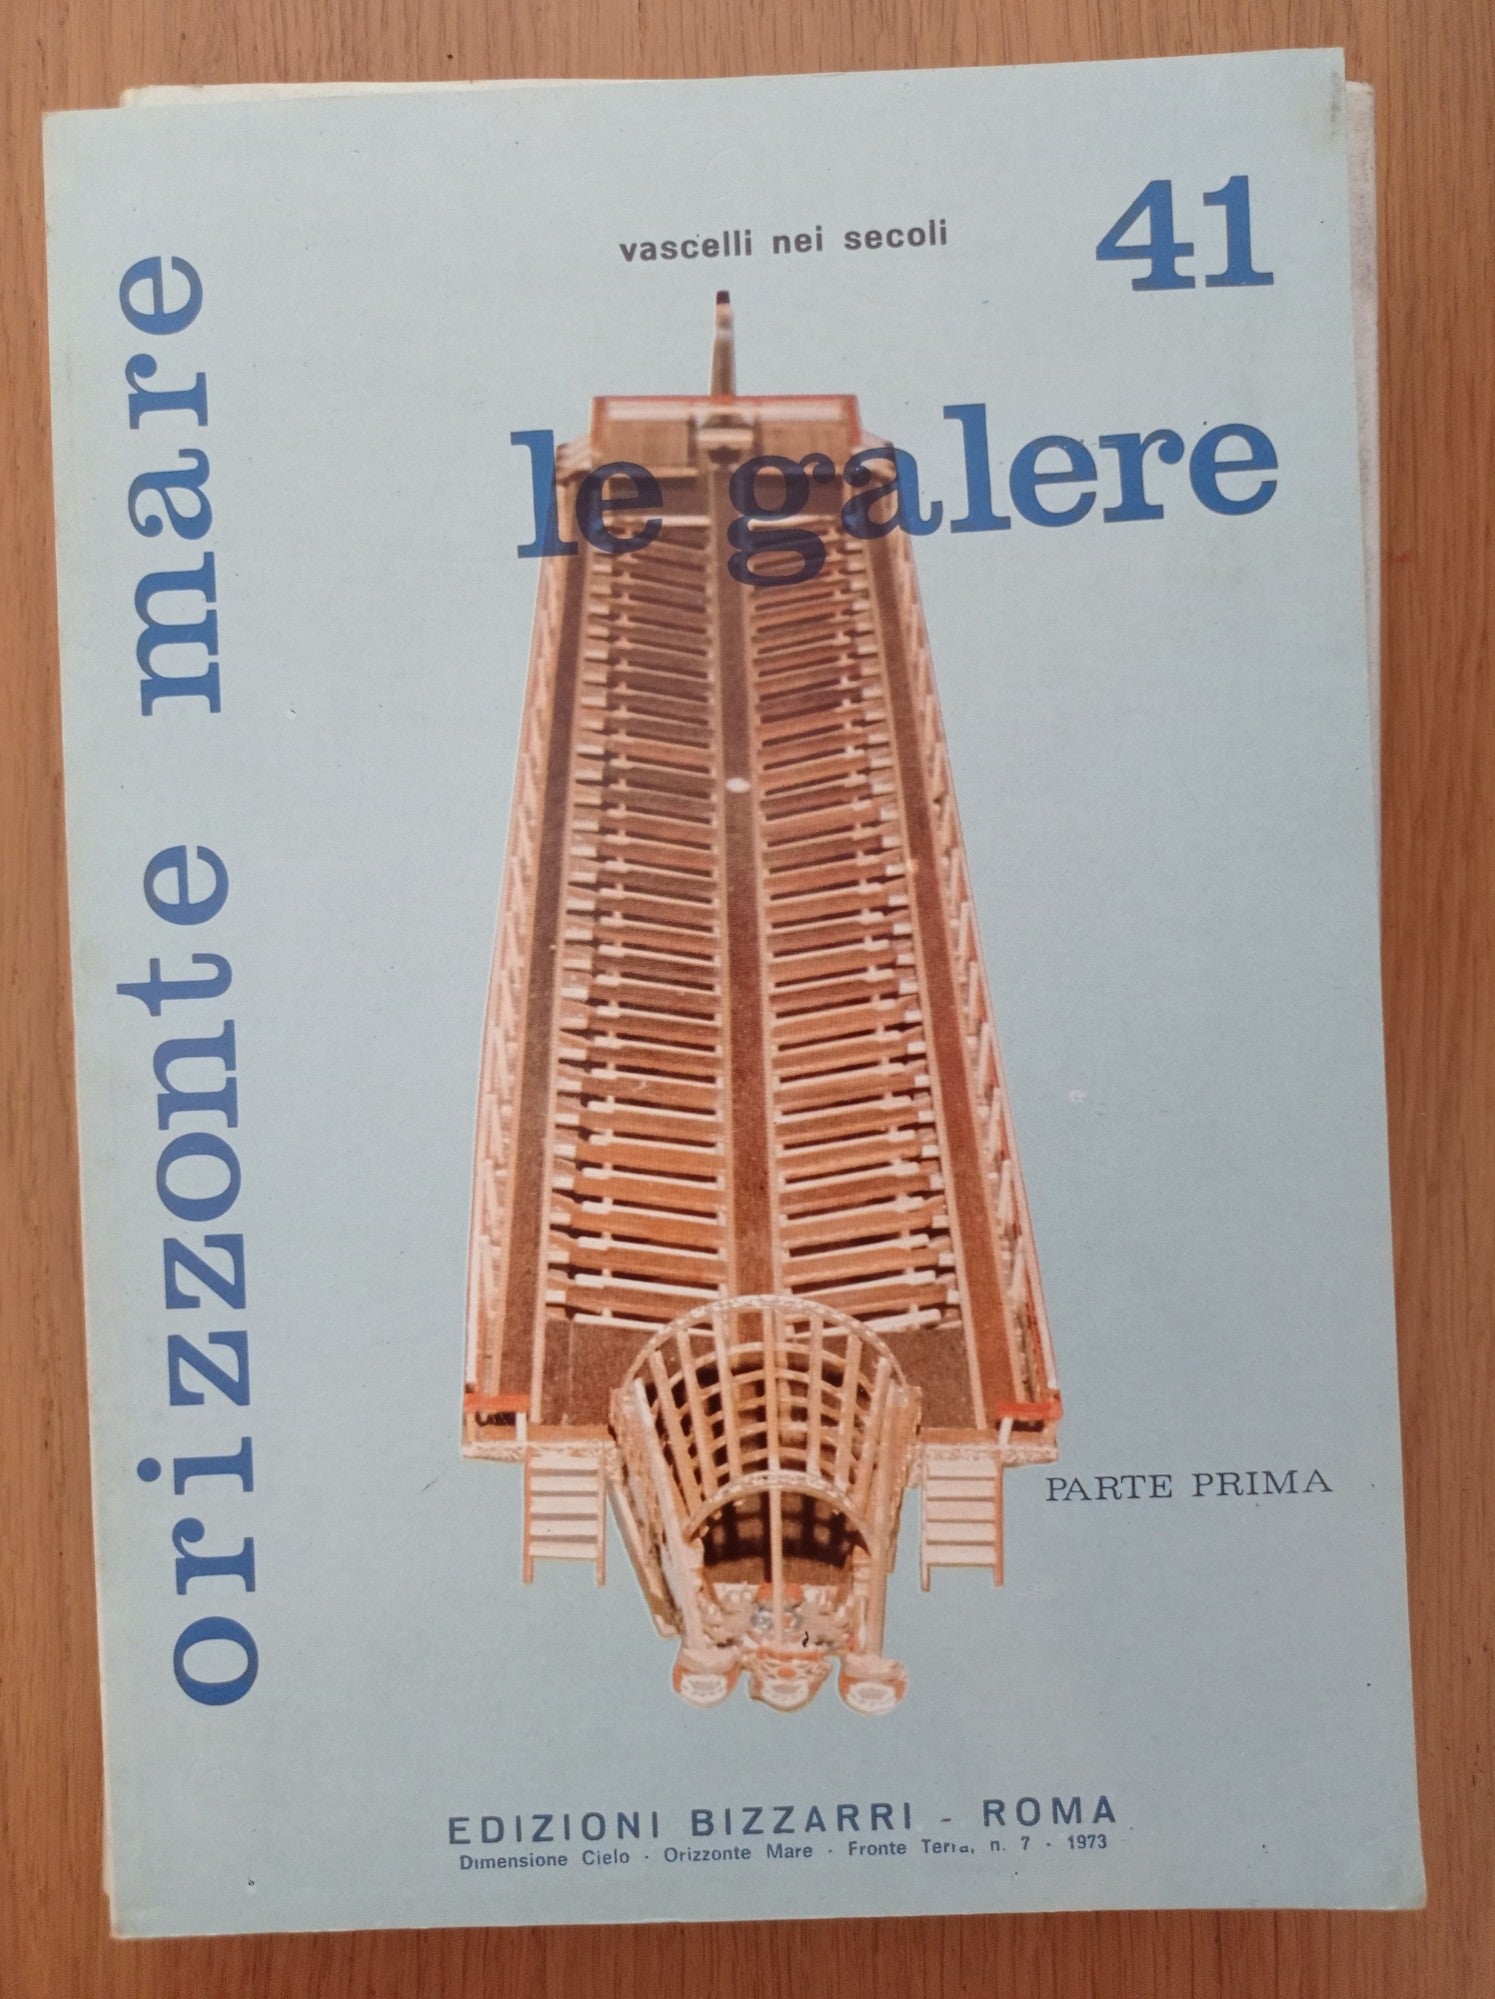 orizzonte mare
vascelli nei secoli
41
le galere
PARTE PRIMA
EDIZIONI BIZZARRI - ROMA
Dimensione Cielo - Orizzonte Mare - Fronte Terra, n. 7 - 1973